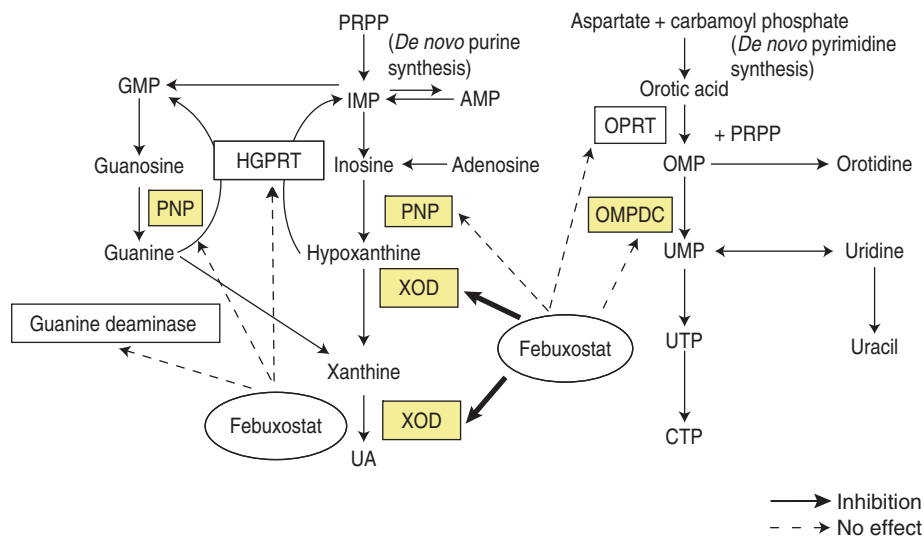 PRPP
(De novo purine
synthesis)
Aspartate + carbamoyl phosphate
(De novo pyrimidine
synthesis)
GMP
IMP
AMP
Orotic acid
OPRT
+ PRPP
Guanosine
HGPRT
Inosine
Adenosine
OMP
Orotidine
PNP
PNP
OMPDC
Guanine
Hypoxanthine
UMP
Uridine
XOD
Guanine deaminase
Febuxostat
UTP
Uracil
Xanthine
Febuxostat
XOD
UA
CTP
Inhibition
No effect